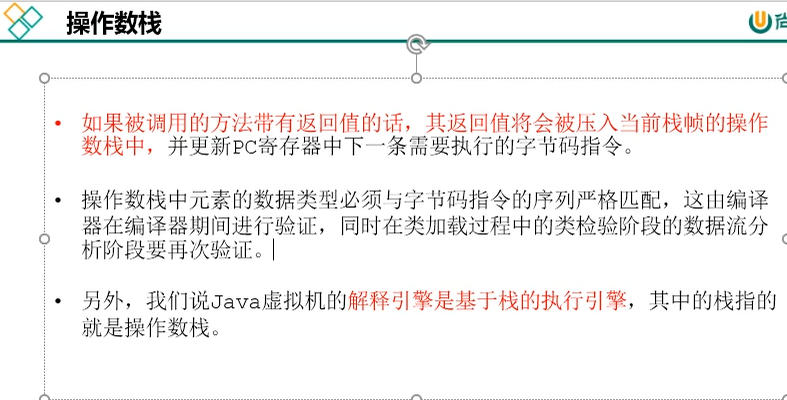 操作数栈
尚
• 如果被调用的方法带有返回值的话，其返回值将会被压入当前栈帧的操作
数栈中，并更新PC寄存器中下一条需要执行的字节码指令。
• 操作数栈中元素的数据类型必须与字节码指令的序列严格匹配，这由编译
器在编译器期间进行验证，同时在类加载过程中的类检验阶段的数据流分
析阶段要再次验证。
• 另外，我们说Java虚拟机的解释引擎是基于栈的执行引擎，其中的栈指的
就是操作数栈。